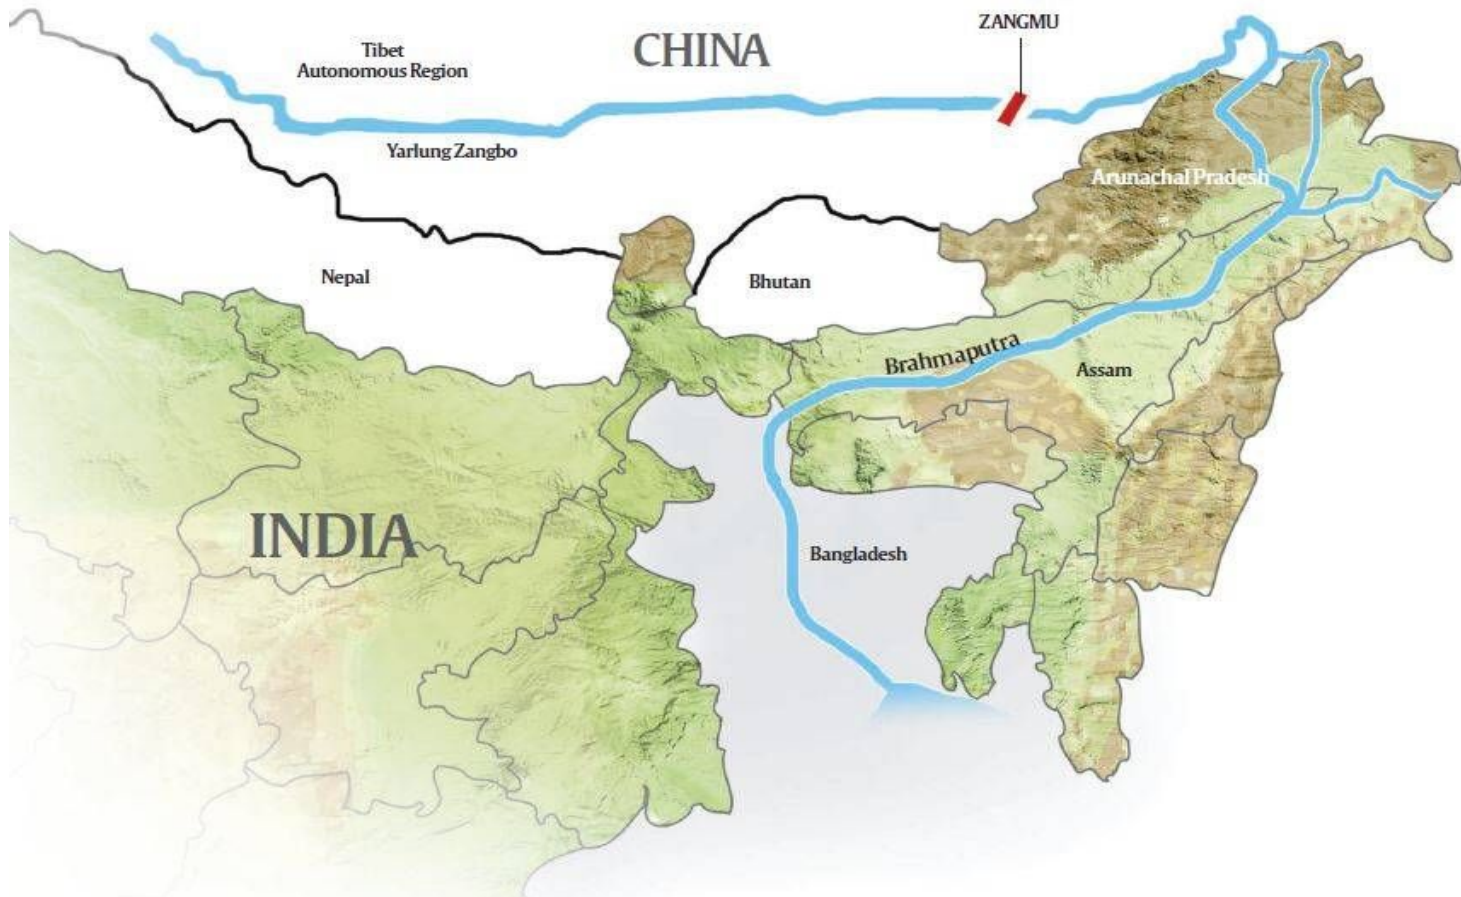 ZANGMU
CHINA
Tibet
Autonomous Region
Yarlung Zangbo
Arunachal Pradesh
Nepal
Bhutan
Brahmaputra
Assam
INDIA
Bangladesh